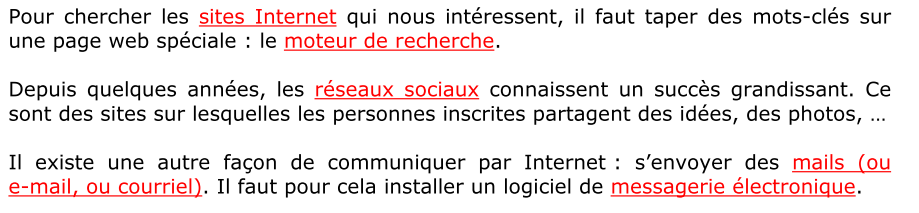 Pour chercher les sites Internet qui nous intéressent, il faut taper des mots-clés sur
une page web spéciale : le moteur de recherche.
Depuis quelques années, les réseaux sociaux connaissent un succès grandissant. Ce
sont des sites sur lesquelles les personnes inscrites partagent des idées, des photos, …
Il existe une autre façon de communiquer par Internet : s’envoyer des mails (ou
e-mail, ou courriel). Il faut pour cela installer un logiciel de messagerie électronique.